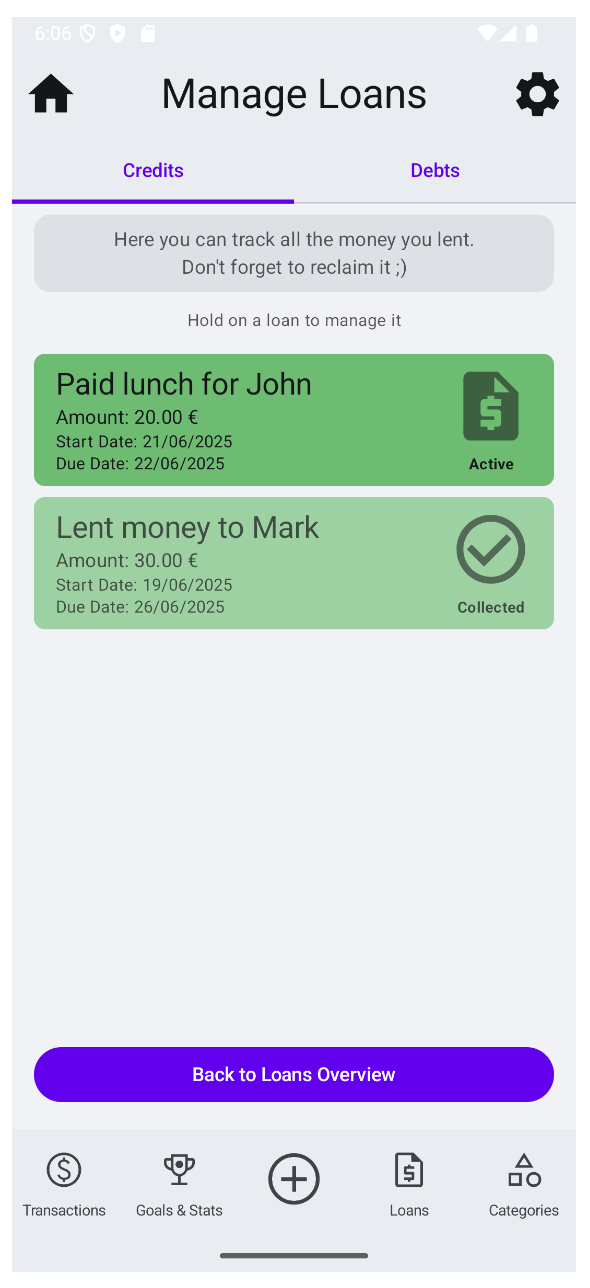 6:06
Manage Loans
Credits
Debts
Here you can track all the money you lent.
Don't forget to reclaim it ;)
Hold on a loan to manage it
Paid lunch for John
Amount: 20.00 €
Start Date: 21/06/2025
Due Date: 22/06/2025
Active
Lent money to Mark
Amount: 30.00 €
Start Date: 19/06/2025
Due Date: 26/06/2025
Collected
Back to Loans Overview
Transactions
Goals & Stats
Loans
Categories